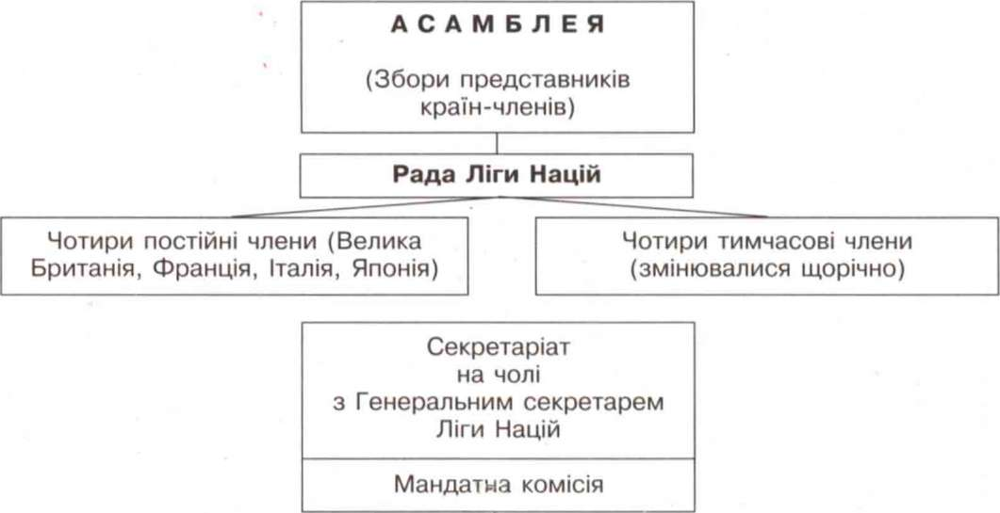 АСАМБЛЕЯ
(Збори представників
країн-членів)
Рада Ліги Націй
Чотири постійні члени (Велика
Британія, Франція, Італія, Японія)
Чотири тимчасові члени
(змінювалися щорічно)
Секретаріат
на чолі
з Генеральним секретарем
Ліги Націй
Мандатна комісія